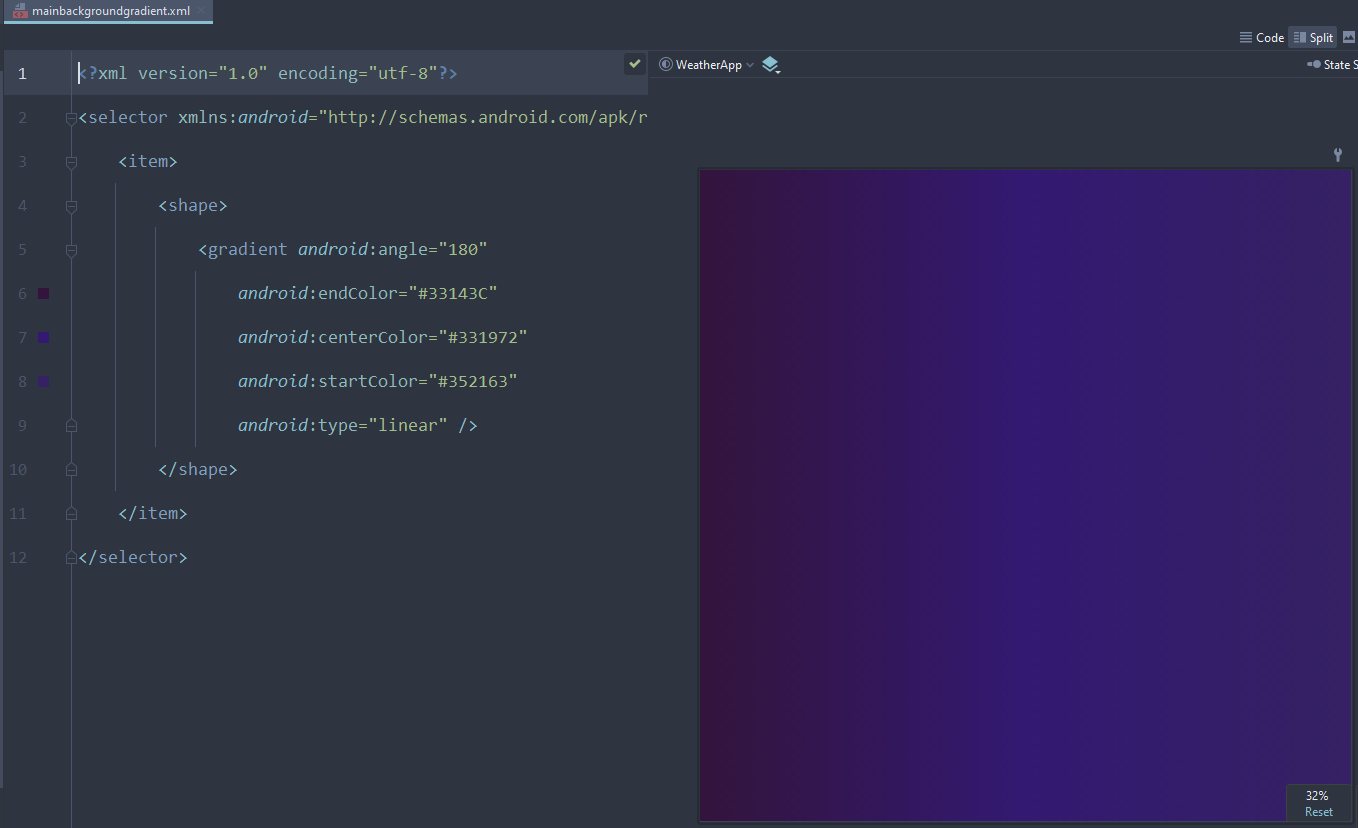 mainbackgroundgradient.xml
Code Split
WeatherApp State S
1 <?xml version="1.0" encoding="utf-8"?>
2 <selector xmlns:android="http://schemas.android.com/apk/r
3 <item>
4 <shape>
5 <gradient android:angle="180"
6 android:endColor="#33143C"
7 android:centerColor="#331972"
8 android:startColor="#352163"
9 android:type="linear" />
10 </shape>
11 </item>
12 </selector>
32%
Reset